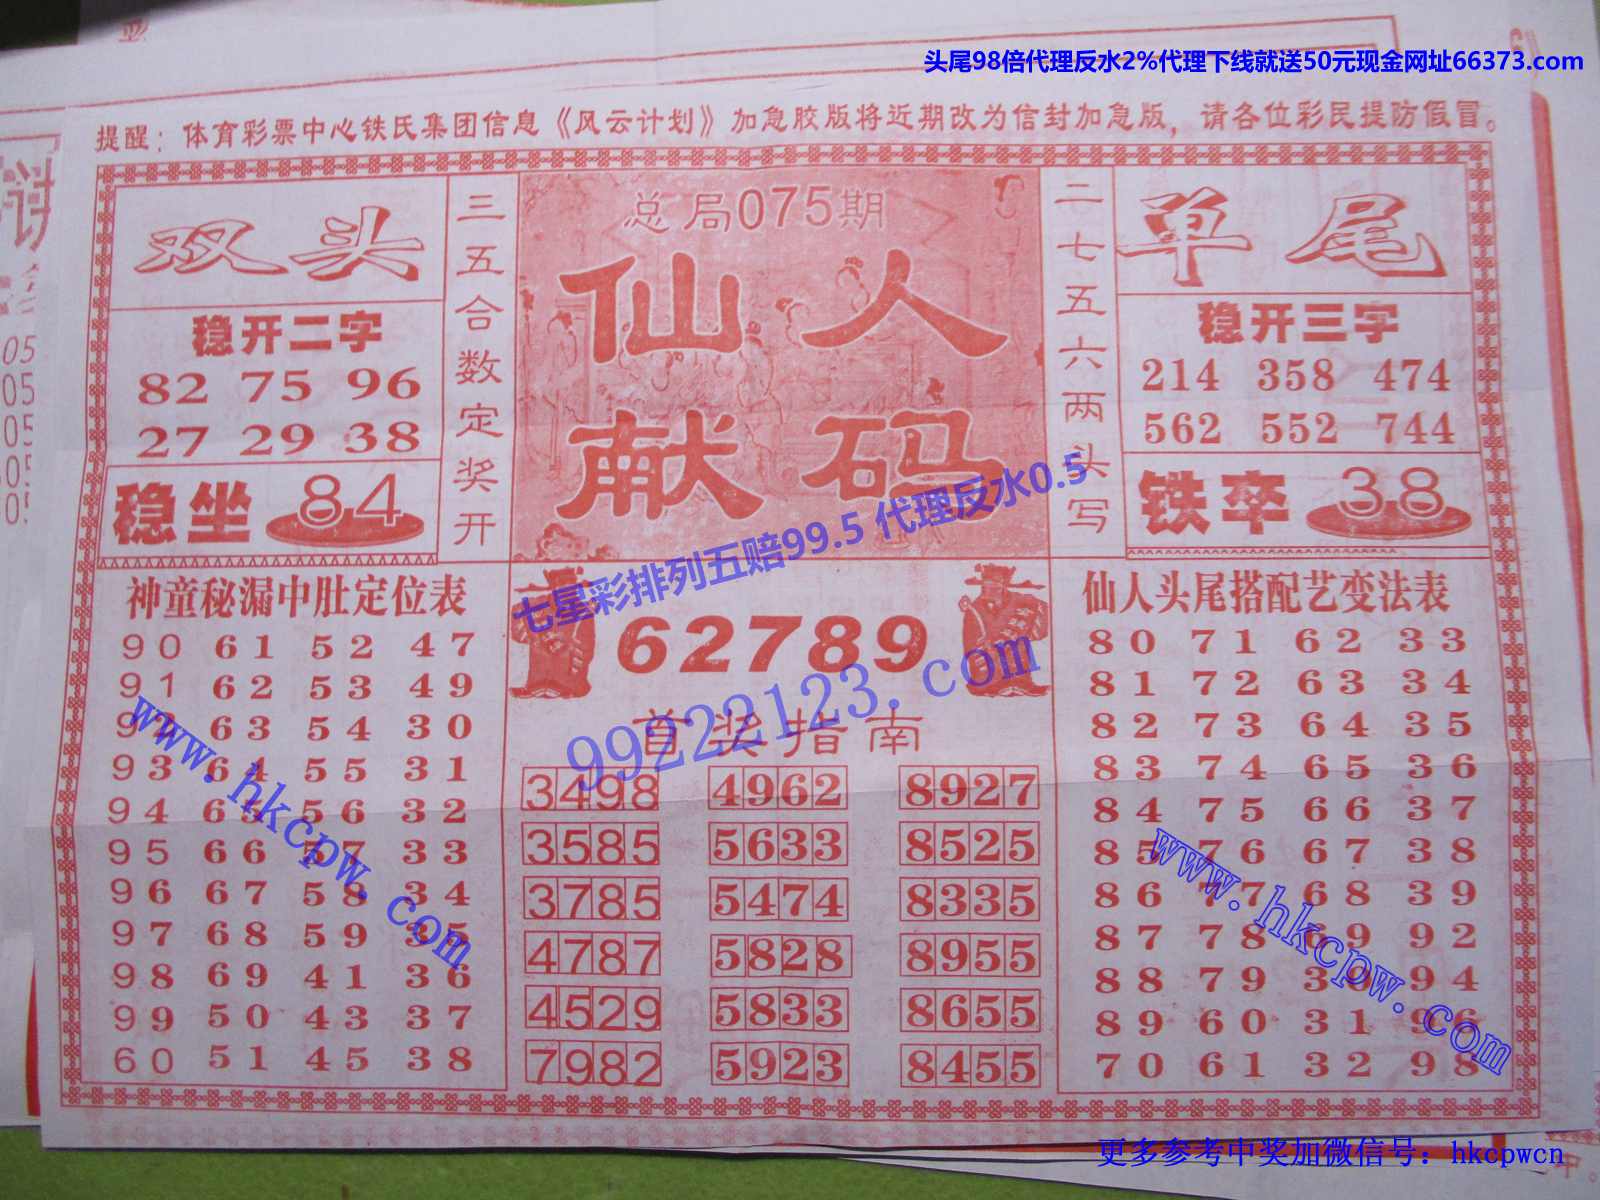 头尾98倍代理反水2%代理下线就送50元现金网址66373.com
提醒：体育彩票中心铁氏集团信息《风云计划》加急胶版将近期改为信封加急版，请各位彩民提防假冒。
双头
稳开二字
82 75 96
27 29 38
稳坐 84
三五合数定奖开
总局075期
仙人
献码
二七五六两头写
单尾
稳开三字
214 358 474
562 552 744
铁卒 38
七星彩排列五赔99.5 代理反水0.5
神童秘漏中肚定位表
90 61 52 47
91 62 53 49
92 63 54 30
93 64 55 31
94 65 56 32
95 66 57 33
96 67 58 34
97 68 59 35
98 69 41 36
99 50 43 37
60 51 45 38
www.hkcpw.com
62789
99222123.com
首奖指南
3498 4962 8927
3585 5633 8525
3785 5474 8335
4787 5828 8955
4529 5833 8655
7982 5923 8455
仙人头尾搭配艺变法表
80 71 62 33
81 72 63 34
82 73 64 35
83 74 65 36
84 75 66 37
85 76 67 38
86 77 68 39
87 78 69 92
88 79 30 94
89 60 31 96
70 61 32 98
www.hkcpw.com
更多参考中奖加微信号：hkcpwcn